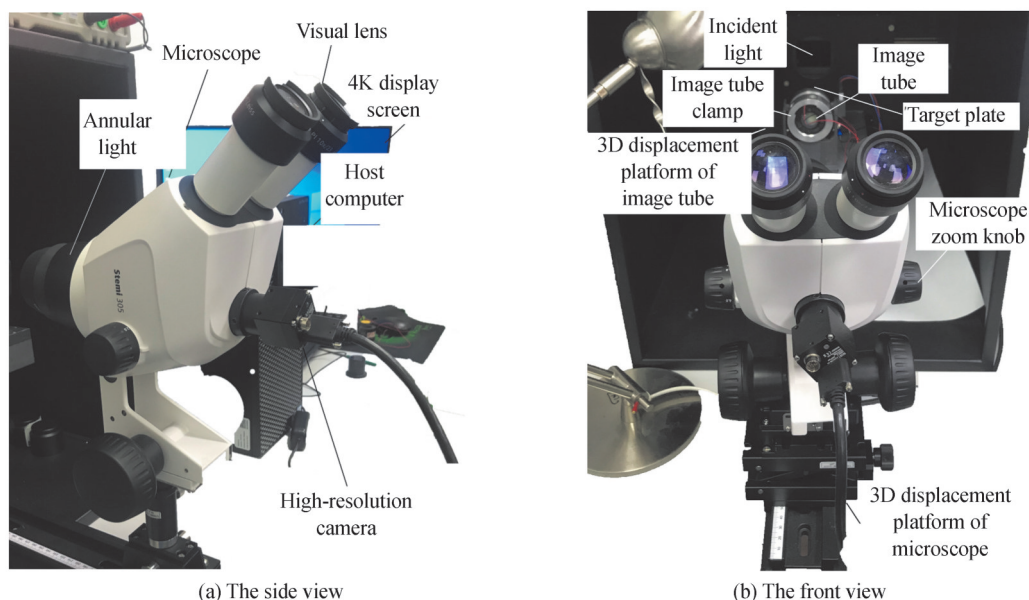 Visual lens
Microscope
4K display
screen
Annular
light
Host
computer
Stemi 305
High-resolution
camera
(a) The side view
Incident
light
Image
tube
Image tube
clamp
Target plate
3D displacement
platform of
image tube
Microscope
zoom knob
3D displacement
platform of
microscope
(b) The front view